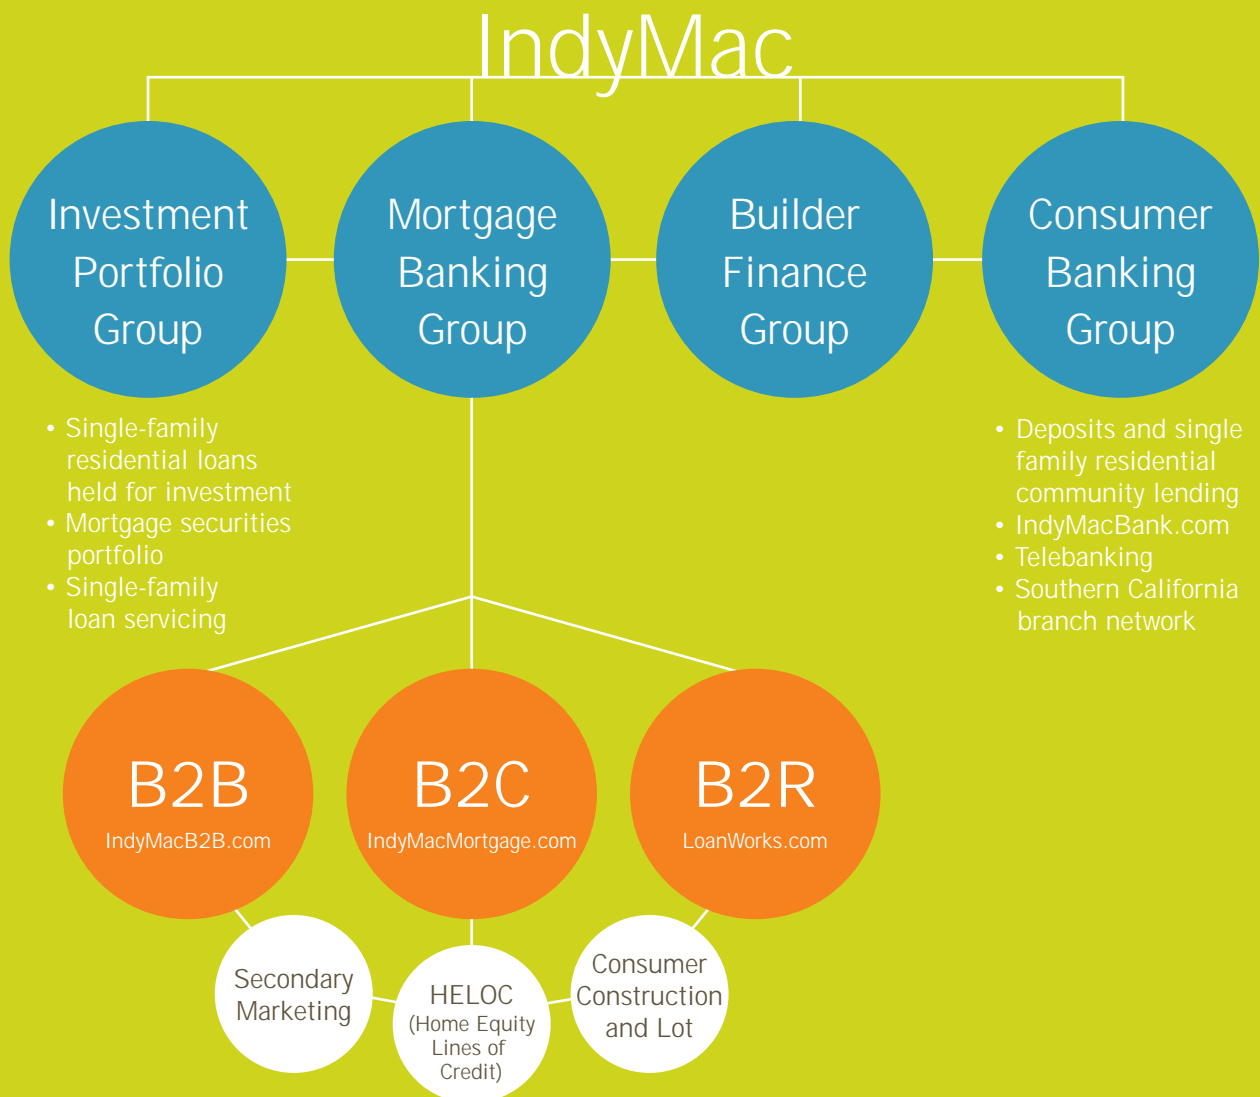 IndyMac
Investment
Portfolio
Group
Mortgage
Banking
Group
Builder
Finance
Group
Consumer
Banking
Group
• Single-family
residential loans
held for investment
• Mortgage securities
portfolio
• Single-family
loan servicing
• Deposits and single
family residential
community lending
• IndyMacBank.com
• Telebanking
• Southern California
branch network
B2B
IndyMacB2B.com
B2C
IndyMacMortgage.com
B2R
LoanWorks.com
Secondary
Marketing
HELOC
(Home Equity
Lines of
Credit)
Consumer
Construction
and Lot